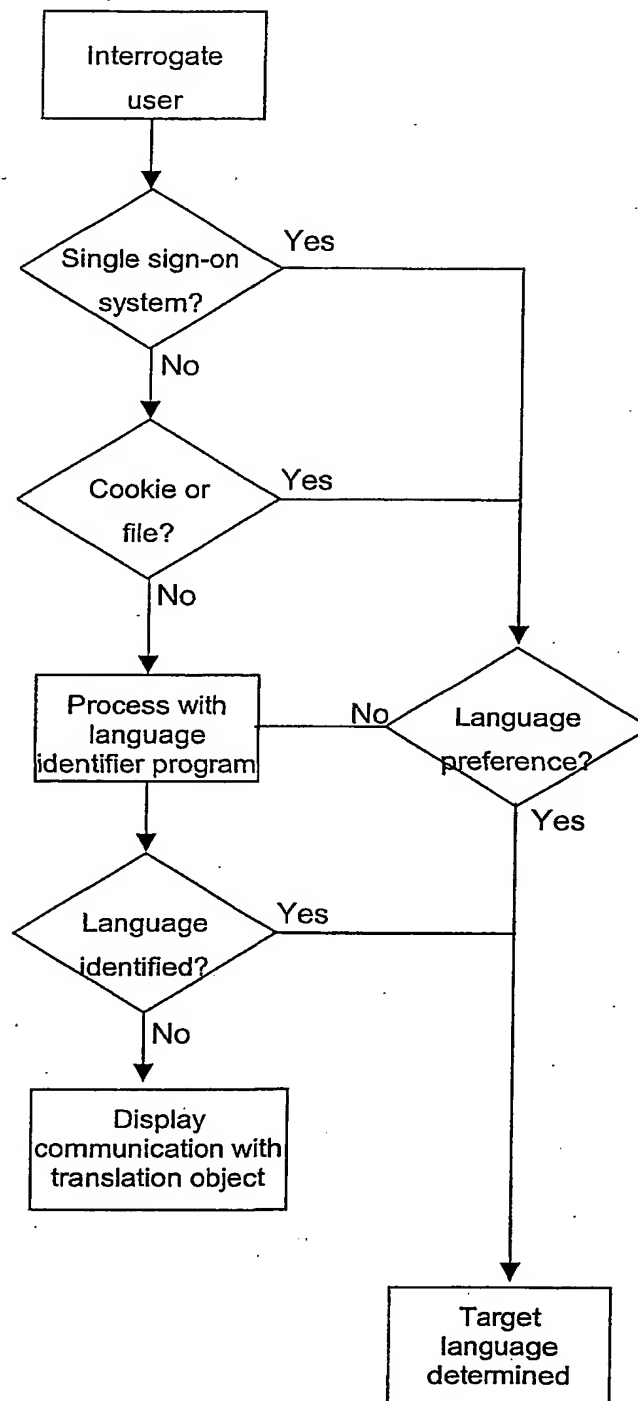 Interrogate
user
Yes
Single sign-on
system?
No
Yes
Cookie or
file?
No
Process with
language
identifier program
No
Language
preference?
Yes
Yes
Language
identified?
No
Display
communication with
translation object
Target
language
determined